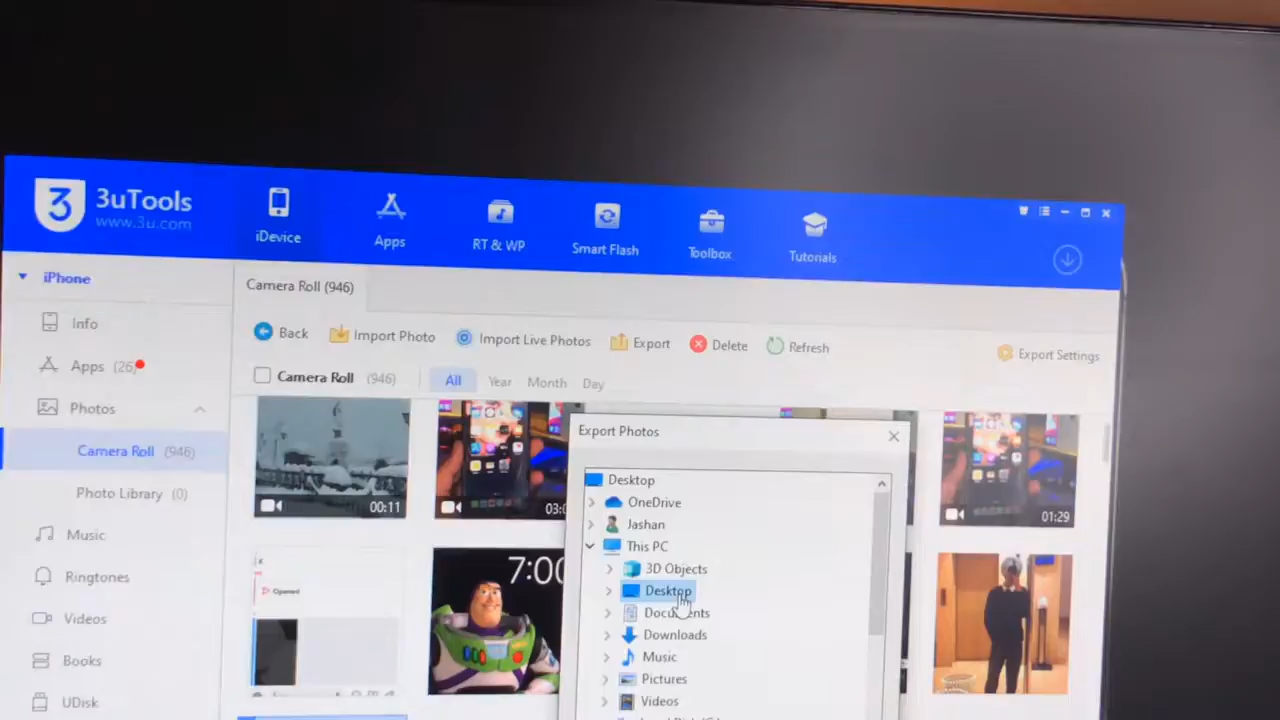 3
3uTools
www.3u.com
iDevice
Apps
RT & WP
Smart Flash
Toolbox
Tutorials
iPhone
Info
Apps (26)
Photos
Camera Roll (946)
Photo Library (0)
Music
Ringtones
Videos
Books
UDisk
Camera Roll (946)
Back
Import Photo
Import Live Photos
Export
Delete
Refresh
Export Settings
Camera Roll (946)
All
Year
Month
Day
00:11
01:29
Opened
7:00
Export Photos
Desktop
OneDrive
Jashan
This PC
3D Objects
Desktop
Documents
Downloads
Music
Pictures
Videos